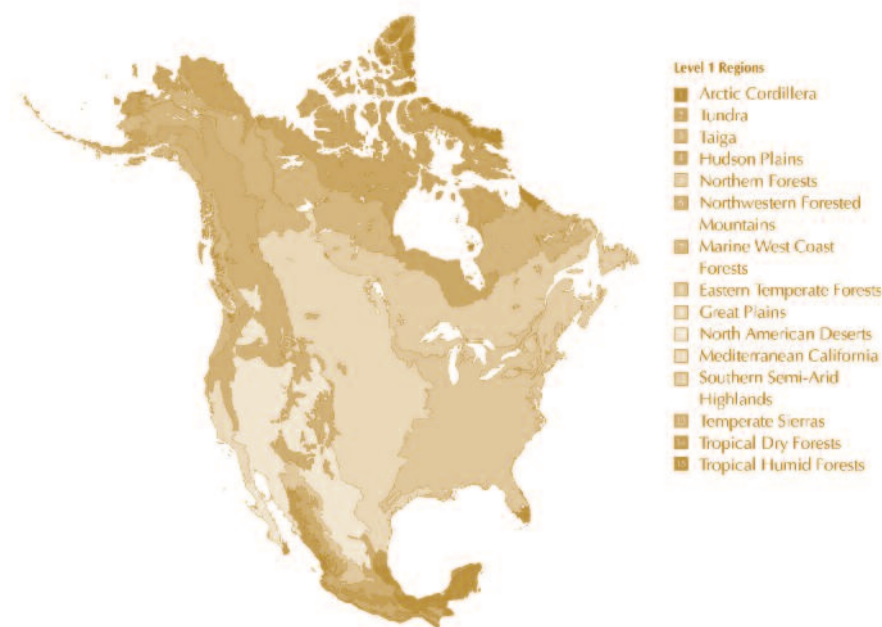 Level 1 Regions
Arctic Cordillera
Tundra
Taiga
Hudson Plains
Northern Forests
Northwestern Forested
Mountains
Marine West Coast
Forests
Eastern Temperate Forests
Great Plains
North American Deserts
Mediterranean California
Southern Semi-Arid
Highlands
Temperate Sierras
Tropical Dry Forests
15 Tropical Humid Forests